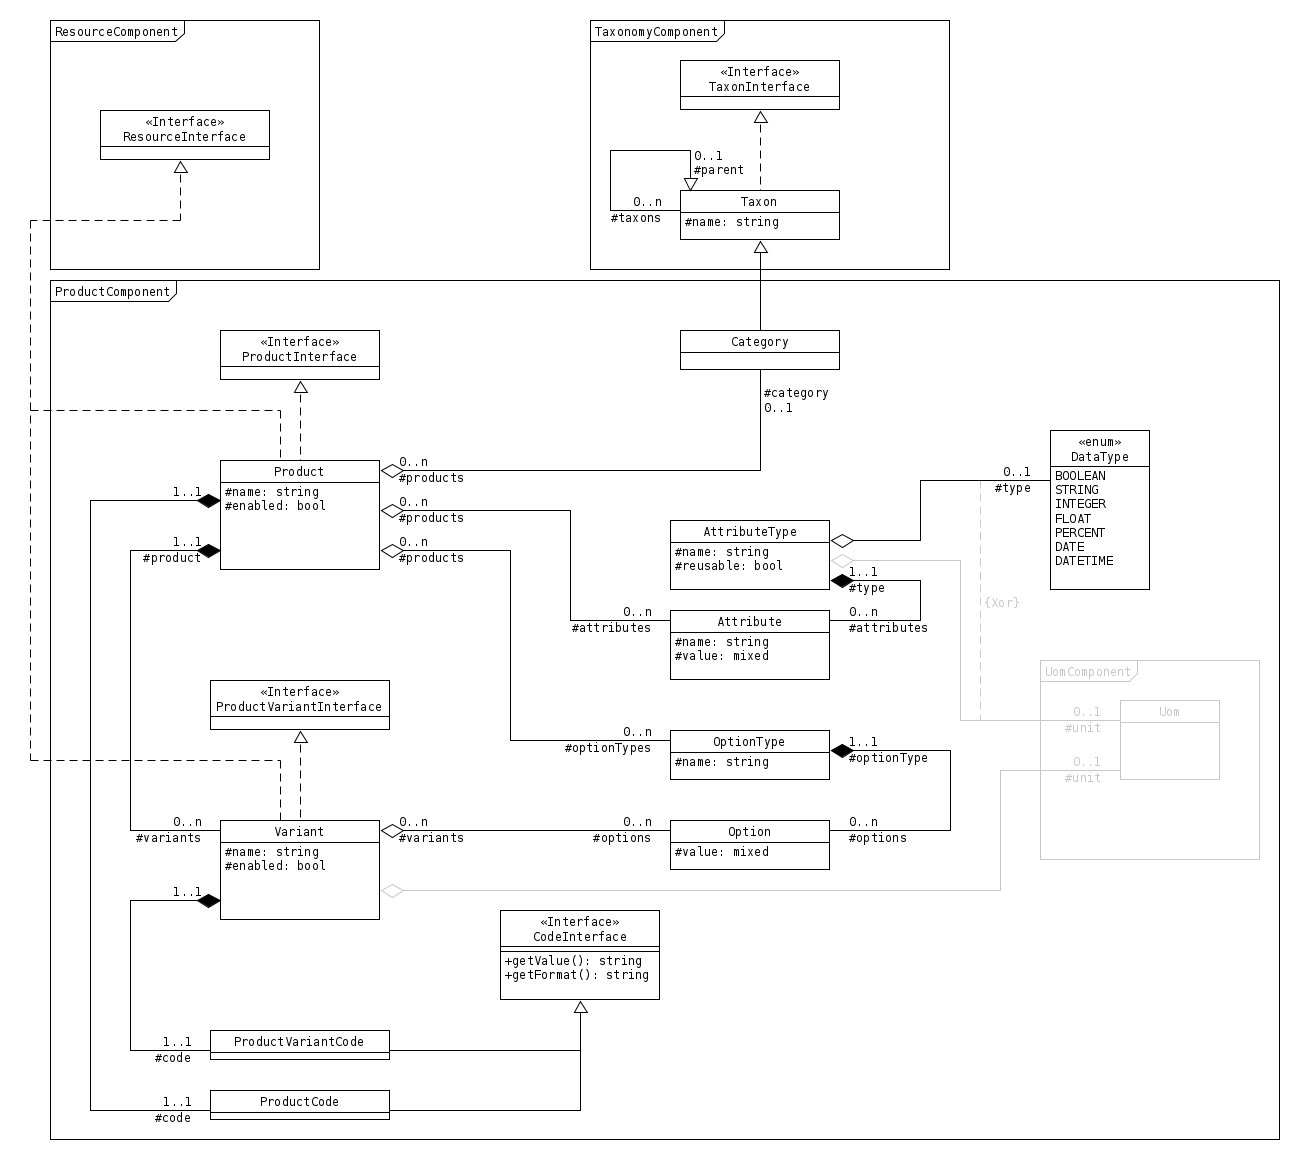 ResourceComponent
«Interface»
ResourceInterface
TaxonomyComponent
«Interface»
TaxonInterface
0..1
#parent
0..n
#taxons
Taxon
#name: string
ProductComponent
«Interface»
ProductInterface
Category
#category
0..1
Product
#name: string
#enabled: bool
0..n
#products
0..n
#products
0..n
#products
1..1
1..1
#product
«enum»
DataType
BOOLEAN
STRING
INTEGER
FLOAT
PERCENT
DATE
DATETIME
0..1
#type
AttributeType
#name: string
#reusable: bool
1..1
#type
{Xor}
0..n
#attributes
Attribute
#name: string
#value: mixed
0..n
#attributes
UomComponent
Uom
0..1
#unit
0..1
#unit
«Interface»
ProductVariantInterface
0..n
#optionTypes
OptionType
#name: string
1..1
#optionType
0..n
#variants
Variant
#name: string
#enabled: bool
0..n
#variants
0..n
#options
Option
#value: mixed
0..n
#options
1..1
«Interface»
CodeInterface
+getValue(): string
+getFormat(): string
1..1
#code
ProductVariantCode
1..1
#code
ProductCode